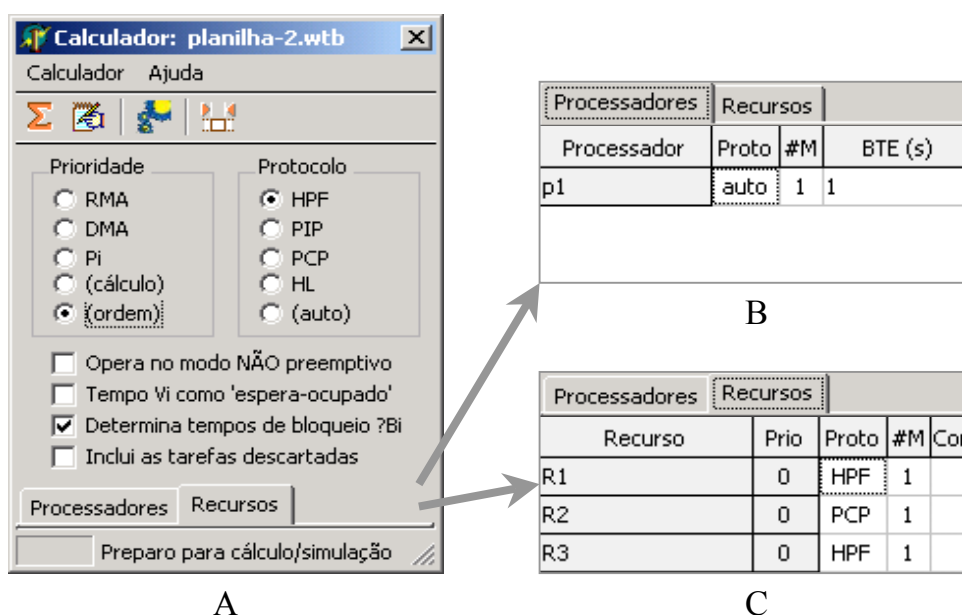 Calculador: planilha-2.wtb
Calculador Ajuda
Prioridade
RMA
DMA
Pi
(cálculo)
(ordem)
Protocolo
HPF
PIP
PCP
HL
(auto)
Opera no modo NÃO preemptivo
Tempo Vi como 'espera-ocupado'
Determina tempos de bloqueio ?Bi
Inclui as tarefas descartadas
Processadores Recursos
Preparo para cálculo/simulação
A
Processadores Recursos
Processador Proto #M BTE (s)
p1 auto 1 1
B
Processadores Recursos
Recurso Prio Proto #M Cor
R1 0 HPF 1
R2 0 PCP 1
R3 0 HPF 1
C